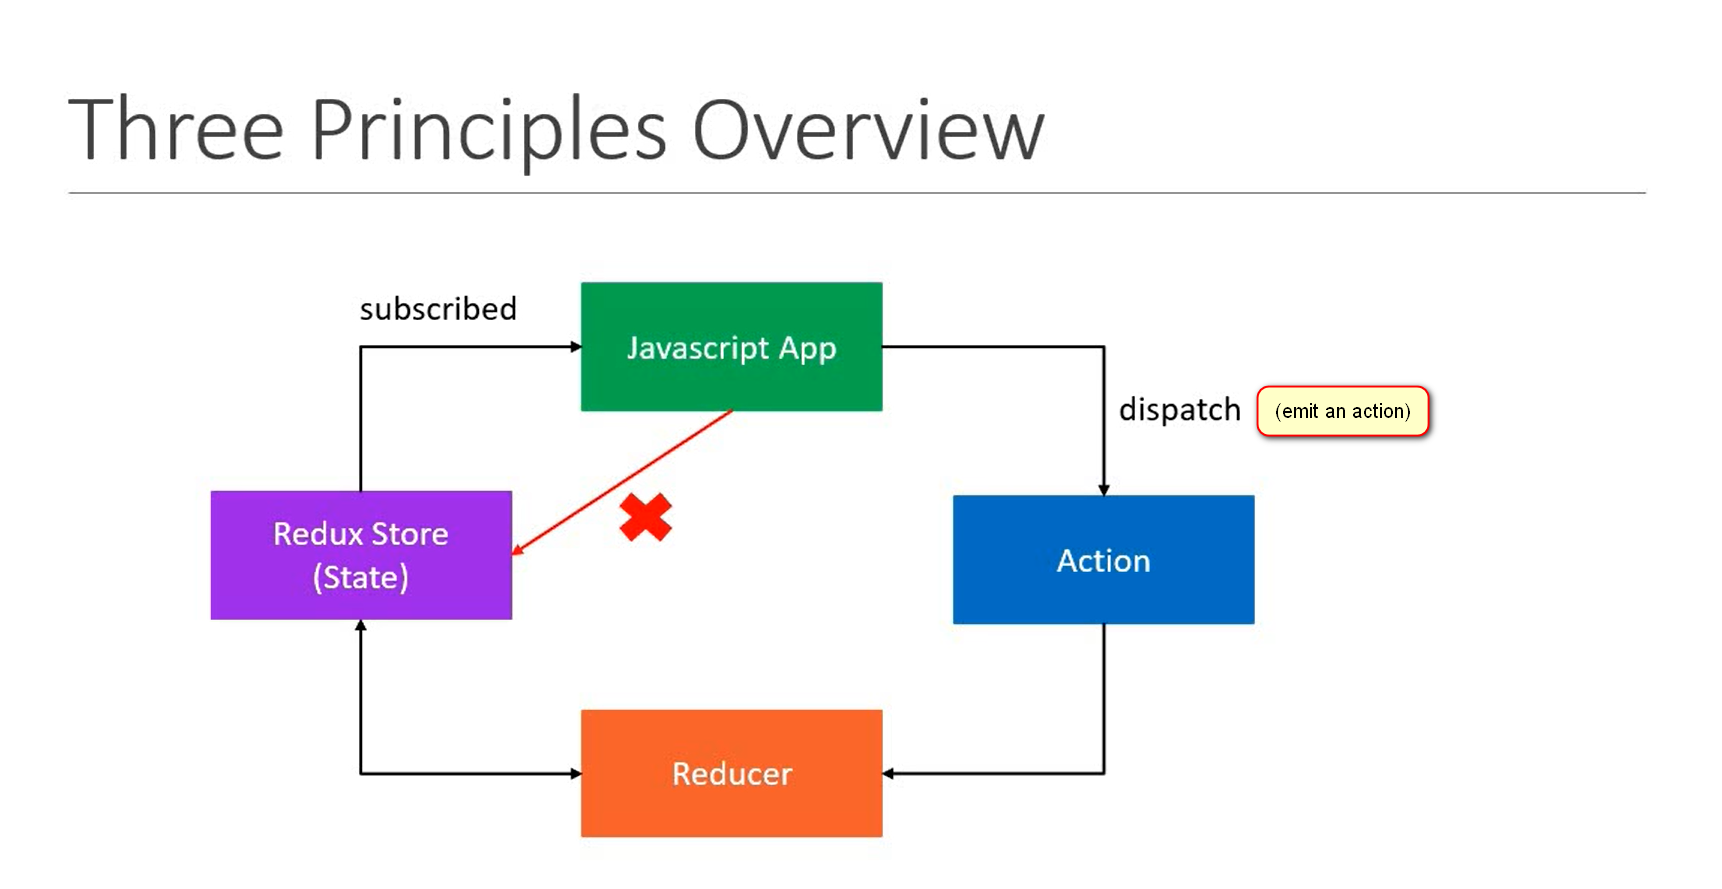 Three Principles Overview
subscribed
Javascript App
dispatch
(emit an action)
Redux Store
(State)
Action
Reducer